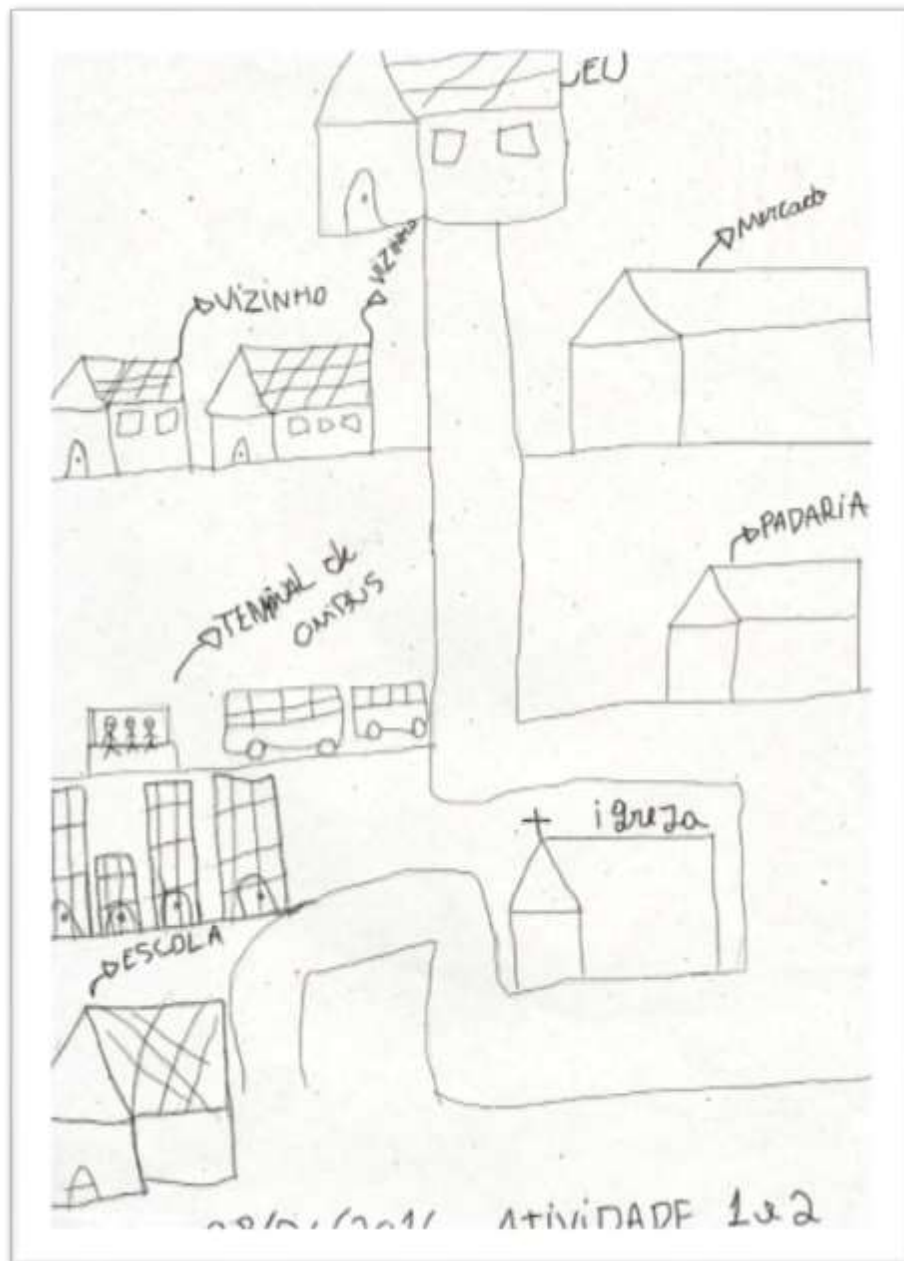 EU
Mercado
VIZINHO
VIZINHO
PADARIA
TERMINAL de
ONIBUS
igreja
ESCOLA
ATIVIDADE 1 e 2